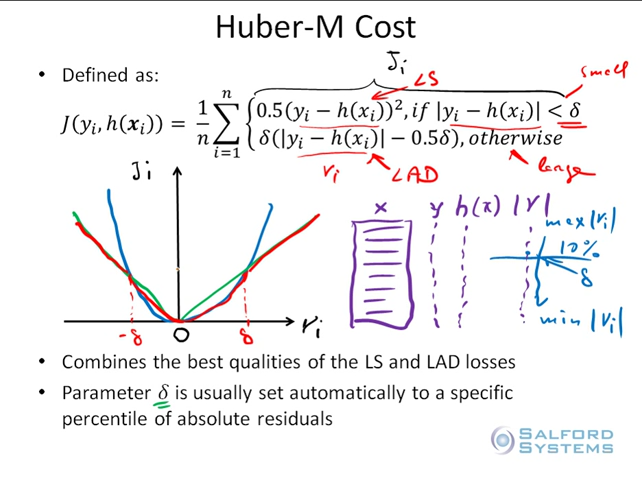 Huber-M Cost
• Defined as:
Ji
LS
small
J(yᵢ, h(𝒙ᵢ)) = 1/n ∑ⁿᵢ₌₁ { 0.5(yᵢ − h(xᵢ))², if |yᵢ − h(xᵢ)| < δ
δ(|yᵢ − h(xᵢ)| − 0.5δ), otherwise
ri
LAD
large
Ji
x y h(x) |r|
max|ri|
10%
δ
min|ri|
-δ 0 δ ri
• Combines the best qualities of the LS and LAD losses
• Parameter δ is usually set automatically to a specific
percentile of absolute residuals
SALFORD
SYSTEMS